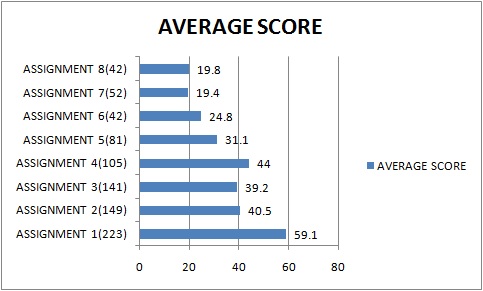 AVERAGE SCORE
ASSIGNMENT 8(42) 19.8
ASSIGNMENT 7(52) 19.4
ASSIGNMENT 6(42) 24.8
ASSIGNMENT 5(81) 31.1
ASSIGNMENT 4(105) 44
ASSIGNMENT 3(141) 39.2
ASSIGNMENT 2(149) 40.5
ASSIGNMENT 1(223) 59.1
0 20 40 60 80
AVERAGE SCORE